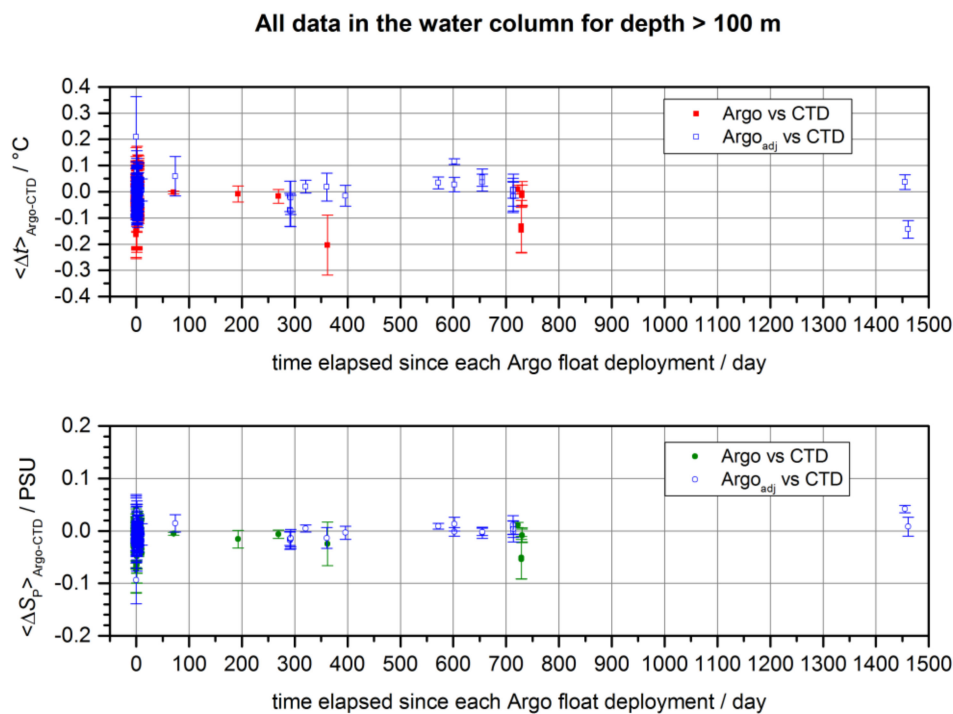 All data in the water column for depth > 100 m
<Δt>Argo-CTD / °C
0.4
0.3
0.2
0.1
0.0
-0.1
-0.2
-0.3
-0.4
Argo vs CTD
Argoadj vs CTD
0 100 200 300 400 500 600 700 800 900 1000 1100 1200 1300 1400 1500
time elapsed since each Argo float deployment / day
<ΔSP>Argo-CTD / PSU
0.2
0.1
0.0
-0.1
-0.2
Argo vs CTD
Argoadj vs CTD
0 100 200 300 400 500 600 700 800 900 1000 1100 1200 1300 1400 1500
time elapsed since each Argo float deployment / day